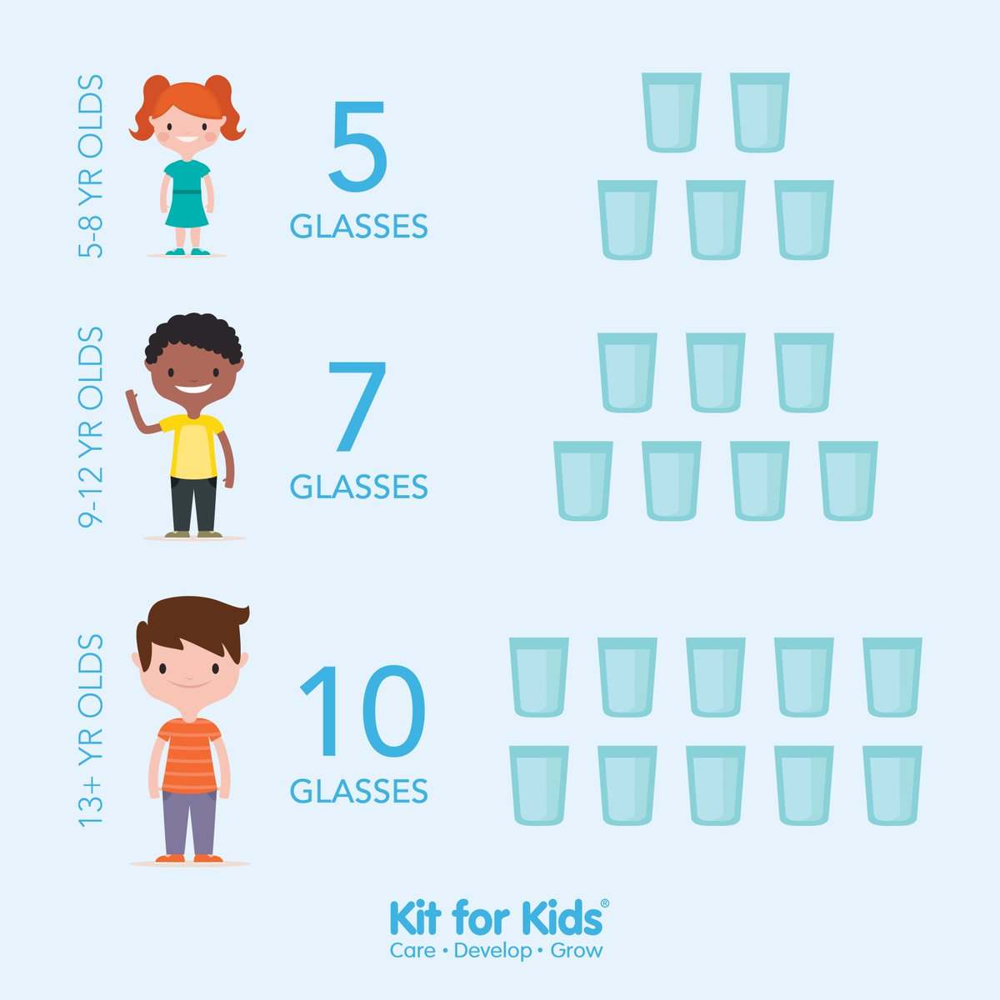 5-8 YR OLDS
5
GLASSES
9-12 YR OLDS
7
GLASSES
13+ YR OLDS
10
GLASSES
Kit for Kids®
Care • Develop • Grow